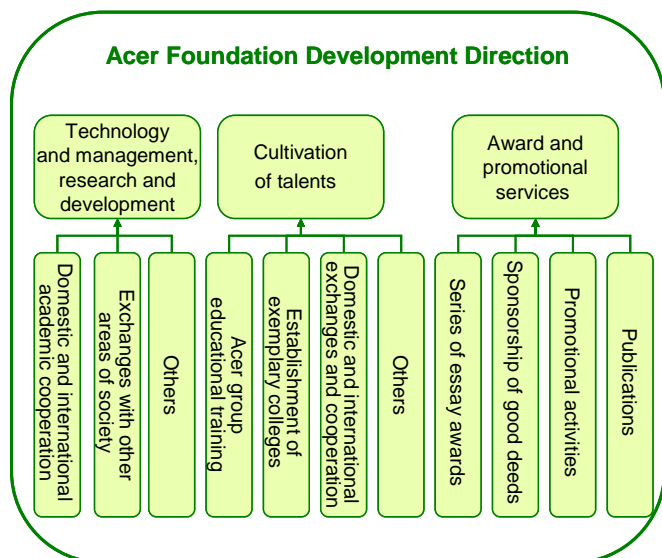 Acer Foundation Development Direction
Technology
and management,
research and
development
Cultivation
of talents
Award and
promotional
services
Domestic and international
academic cooperation
Exchanges with other
areas of society
Others
Acer group
educational training
Establishment of
exemplary colleges
Domestic and international
exchanges and cooperation
Others
Series of essay awards
Sponsorship of good deeds
Promotional activities
Publications